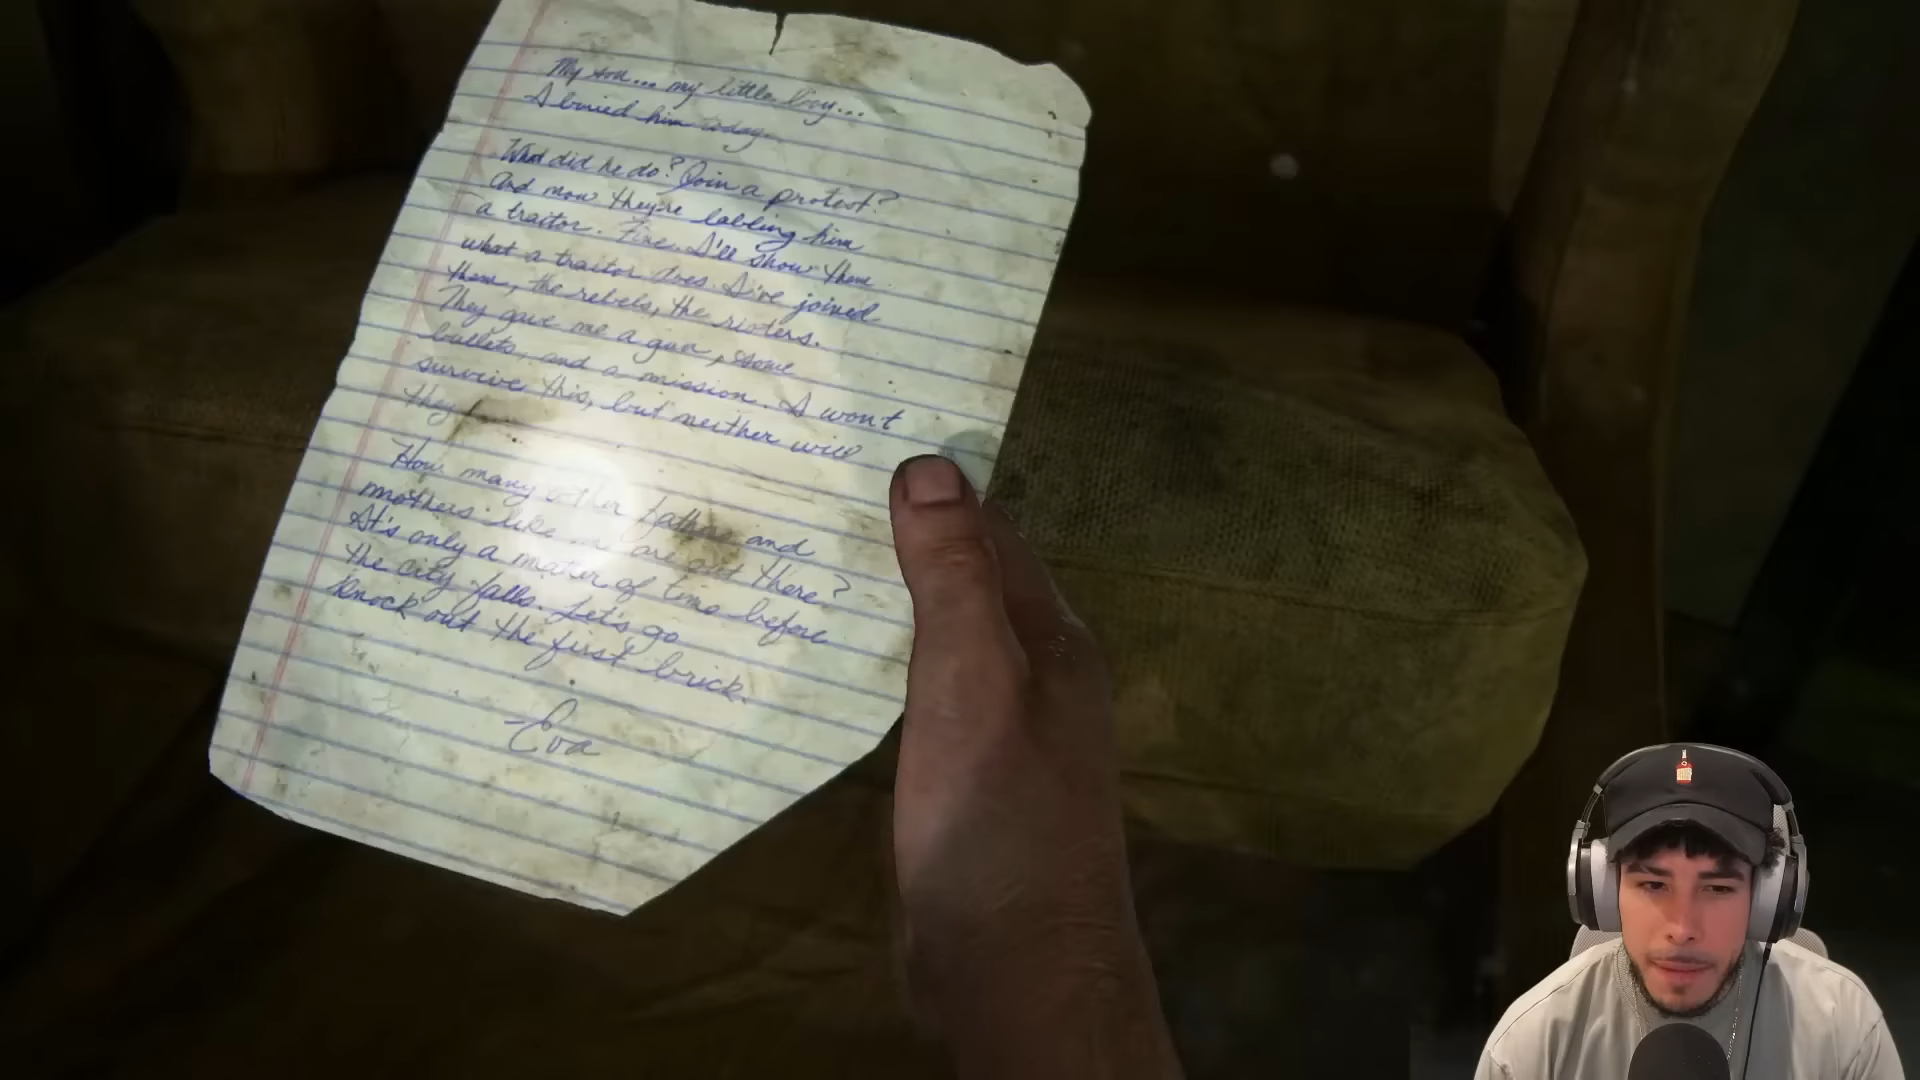 My son... my little boy...
I buried him today.
What did he do? Join a protest?
And now they're labling him
a traitor. Fine. I'll show them
what a traitor does. I've joined
them, the rebels, the rioters.
They gave me a gun, some
bullets, and a mission. I won't
survive this, but neither will
they
How many other fathers and
mothers like me are out there?
It's only a matter of time before
the city falls. Let's go
knock out the first brick.
-Eva